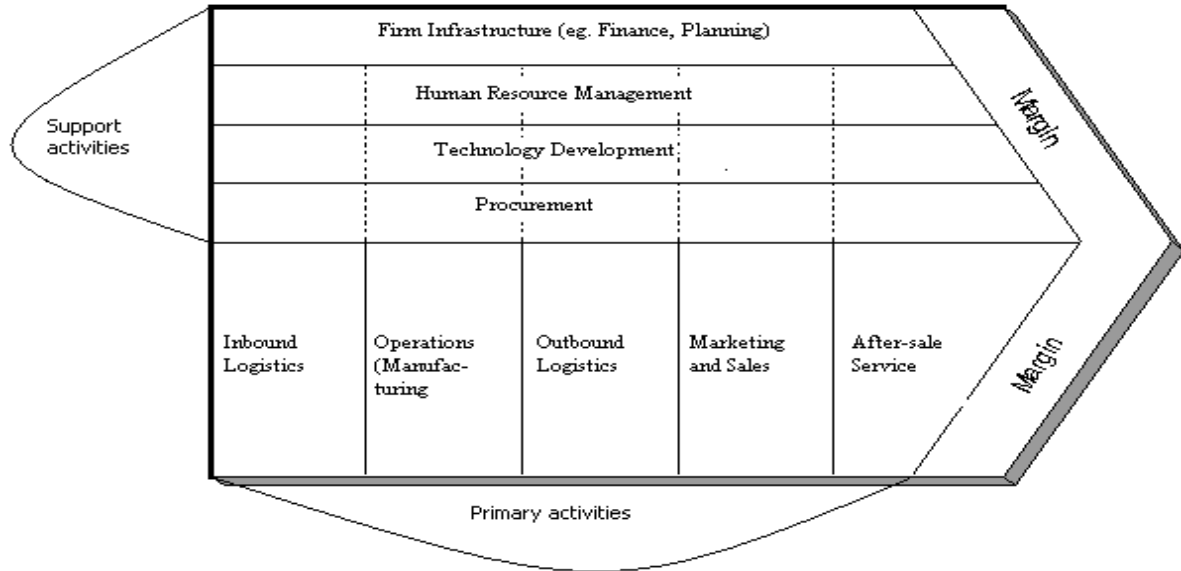 Firm Infrastructure (eg. Finance, Planning)
Human Resource Management
Technology Development
Procurement
Support
activities
Margin
Inbound
Logistics
Operations
(Manufac-
turing
Outbound
Logistics
Marketing
and Sales
After-sale
Service
Margin
Primary activities